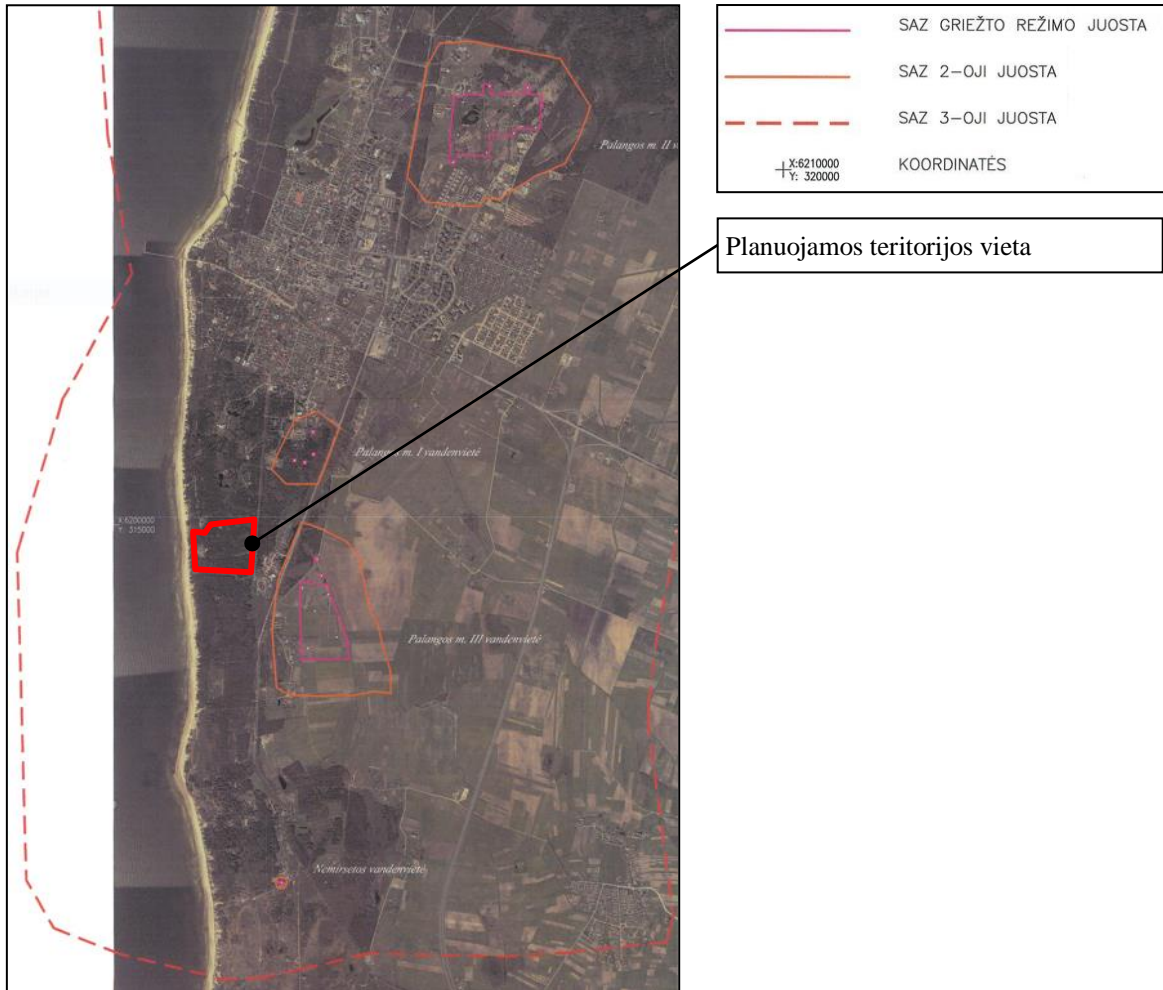 SAZ GRIEŽTO REŽIMO JUOSTA
SAZ 2-OJI JUOSTA
SAZ 3-OJI JUOSTA
X:6210000
Y: 320000
KOORDINATĖS
Planuojamos teritorijos vieta
Palangos m. II v
Palangos m. I vandenvietė
X:6200000
Y: 315000
Palangos m. III vandenvietė
Nemirsetos vandenvietė